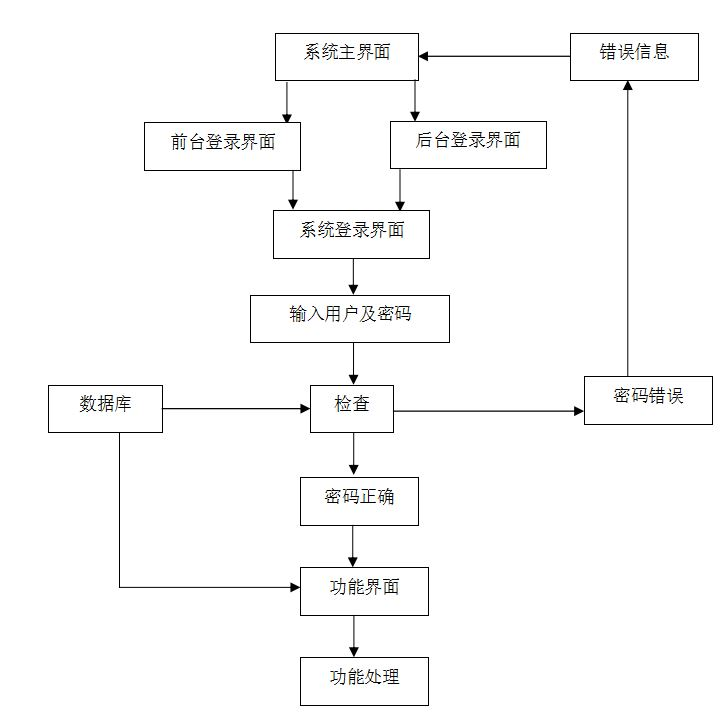 系统主界面
错误信息
前台登录界面
后台登录界面
系统登录界面
输入用户及密码
数据库
检查
密码错误
密码正确
功能界面
功能处理